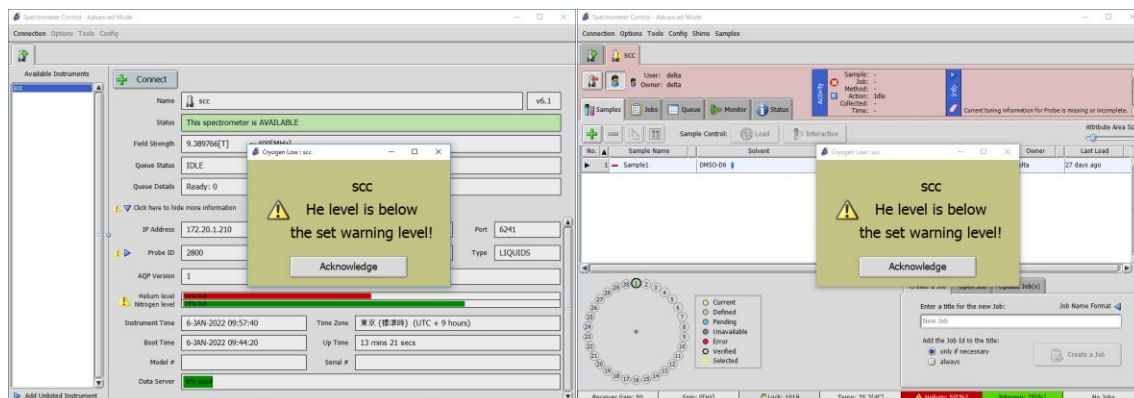 Spectrometer Control - Advanced Mode
Connection Options Tools Config
Available Instruments
scc
Add Unlisted Instrument
Connect
Name scc v6.1
Status This spectrometer is AVAILABLE
Field Strength 9.389766[T]
Queue Status IDLE
Queue Details Ready: 0
Click here to hide more information
IP Address 172.20.1.210 Port 6241
Probe ID 2800 Type LIQUIDS
AQP Version 1
Helium level
Nitrogen level
Instrument Time 6-JAN-2022 09:57:40 Time Zone 東京 (標準時) (UTC + 9 hours)
Boot Time 6-JAN-2022 09:44:20 Up Time 13 mins 21 secs
Model # Serial #
Data Server
Cryogen Low : scc
scc
He level is below
the set warning level!
Acknowledge
Spectrometer Control - Advanced Mode
Connection Options Tools Config Shims Samples
scc
User: delta
Owner: delta
Activity
Sample: -
Job: -
Method: -
Action: Idle
Collected: -
Time: -
Info
Current tuning information for Probe is missing or incomplete.
Samples Jobs Queue Monitor Status
Sample Control: Load Interactive
Attribute Area Size
No. Sample Name Solvent Owner Last Load
1 Sample1 DMSO-D6 27 days ago
Cryogen Low : scc
scc
He level is below
the set warning level!
Acknowledge
Current
Defined
Pending
Unavailable
Error
Verified
Selected
Enter a title for the new Job: Job Name Format
New Job
Add the Job Id to the title:
only if necessary
always
Create a Job